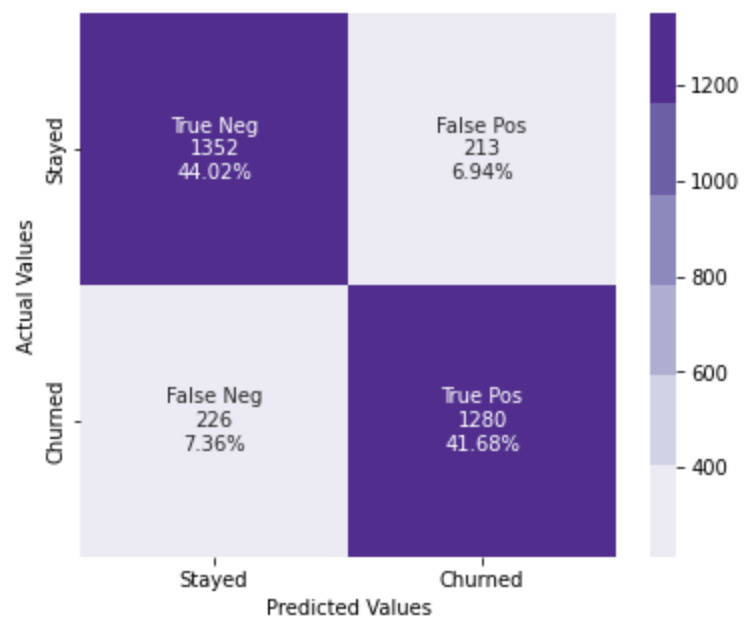 True Neg
1352
44.02%
False Pos
213
6.94%
False Neg
226
7.36%
True Pos
1280
41.68%
Stayed
Churned
Actual Values
Stayed
Churned
Predicted Values
1200
1000
800
600
400